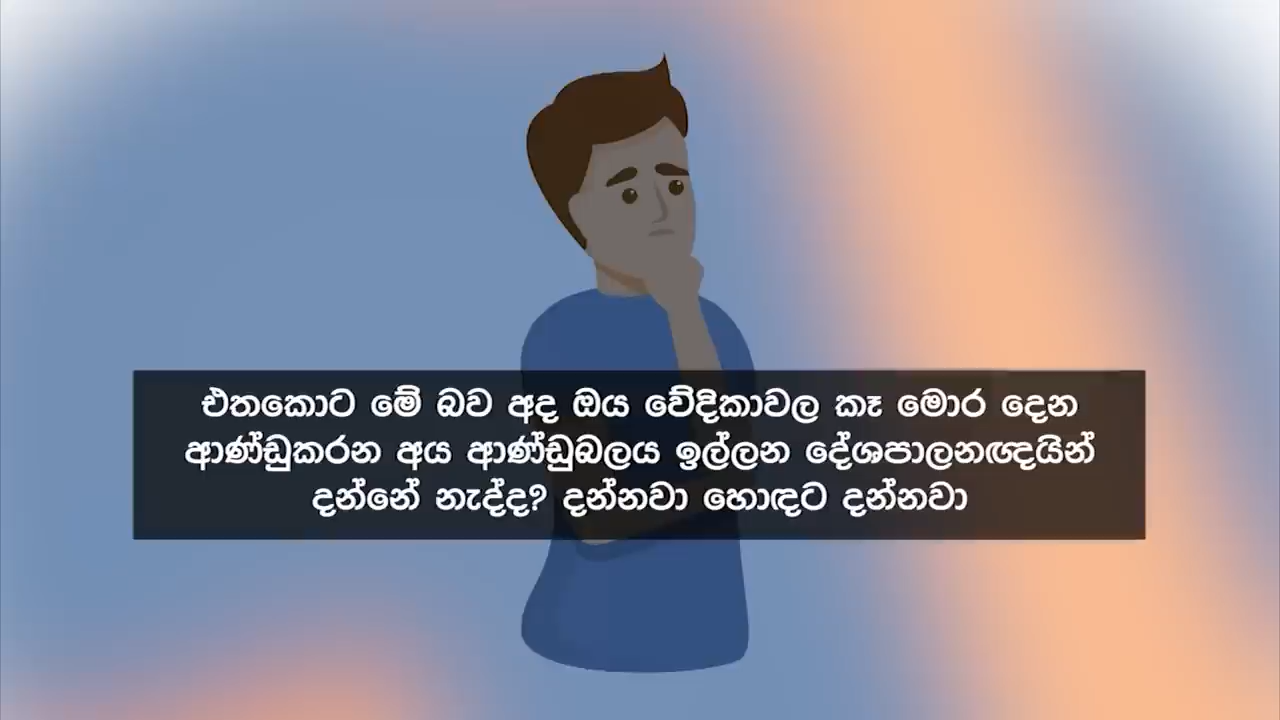 එතකොට මේ බව අද ඔය වේදිකාවල කෑ මොර දෙන
ආණ්ඩුකරන අය ආණ්ඩුබලය ඉල්ලන දේශපාලනඥයින්
දන්නේ නැද්ද? දන්නවා හොඳට දන්නවා